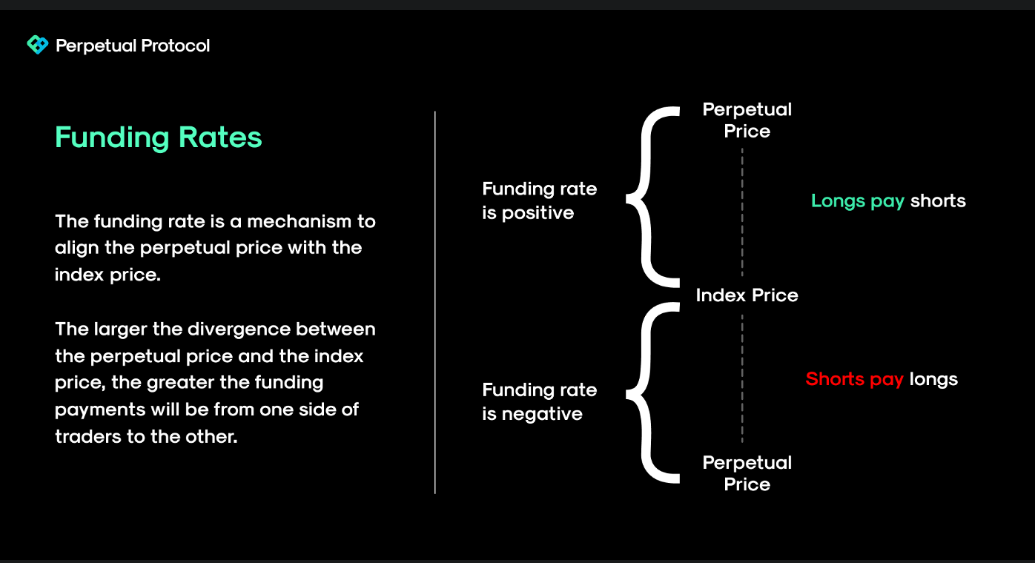 Perpetual Protocol
Funding Rates
The funding rate is a mechanism to
align the perpetual price with the
index price.
The larger the divergence between
the perpetual price and the index
price, the greater the funding
payments will be from one side of
traders to the other.
Perpetual
Price
Funding rate
is positive
Longs pay shorts
Index Price
Funding rate
is negative
Shorts pay longs
Perpetual
Price